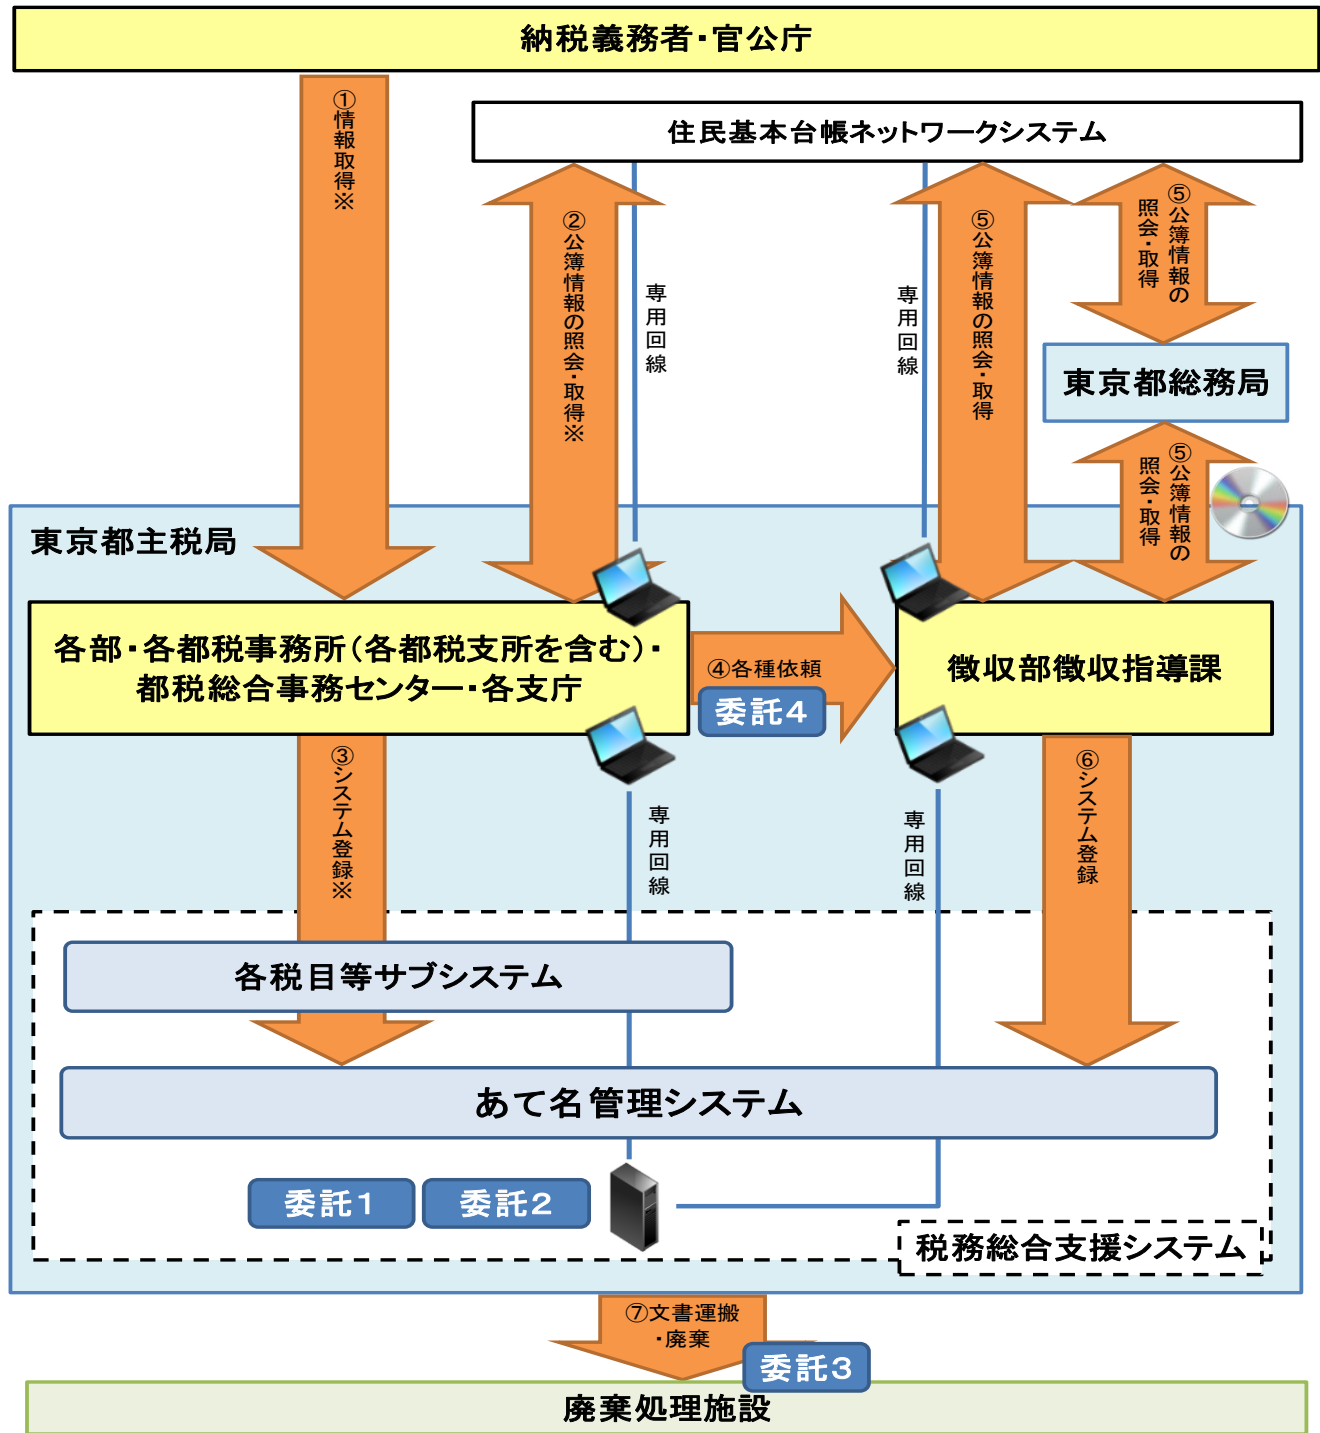 納税義務者・官公庁
①情報取得※
住民基本台帳ネットワークシステム
②公簿情報の照会・取得※
専用回線
専用回線
⑤公簿情報の照会・取得
⑤公簿情報の
照会・取得
東京都総務局
⑤公簿情報の
照会・取得
東京都主税局
各部・各都税事務所（各都税支所を含む）・
都税総合事務センター・各支庁
④各種依頼
委託４
徴収部徴収指導課
③システム登録※
専用回線
専用回線
⑥システム登録
各税目等サブシステム
あて名管理システム
委託１
委託２
税務総合支援システム
⑦文書運搬
・廃棄
委託３
廃棄処理施設